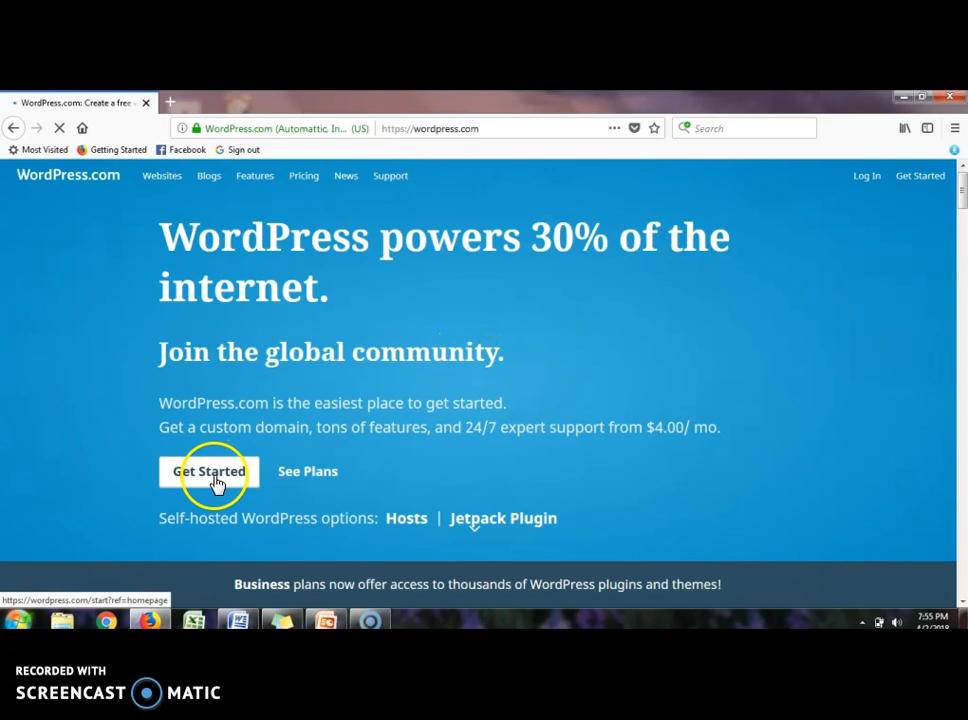 WordPress.com: Create a free
WordPress.com (Automattic, In... (US)
https://wordpress.com
Search
Most Visited
Getting Started
Facebook
Sign out
WordPress.com
Websites
Blogs
Features
Pricing
News
Support
Log In
Get Started
WordPress powers 30% of the
internet.
Join the global community.
WordPress.com is the easiest place to get started.
Get a custom domain, tons of features, and 24/7 expert support from $4.00/ mo.
Get Started
See Plans
Self-hosted WordPress options: Hosts | Jetpack Plugin
Business plans now offer access to thousands of WordPress plugins and themes!
https://wordpress.com/start?ref=homepage
7:55 PM
4/2/2018
RECORDED WITH
SCREENCAST MATIC